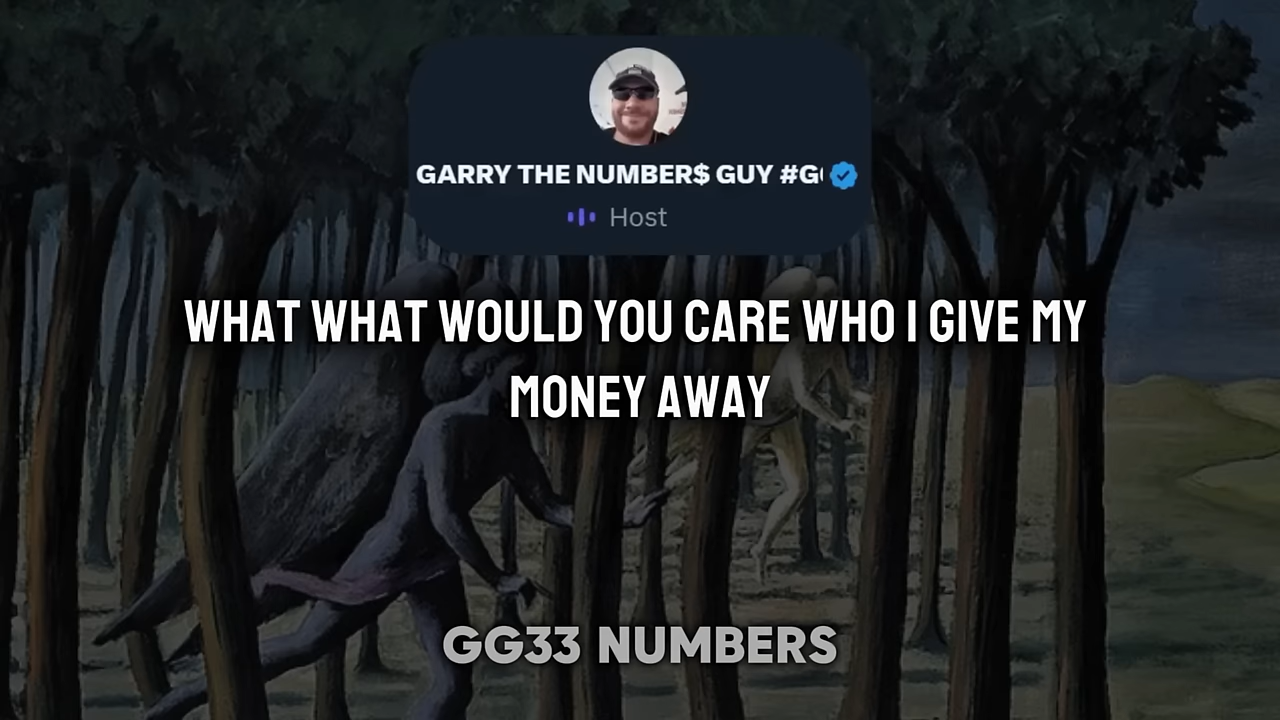 GARRY THE NUMBER$ GUY #G
Host
WHAT WHAT WOULD YOU CARE WHO I GIVE MY
MONEY AWAY
GG33 NUMBERS